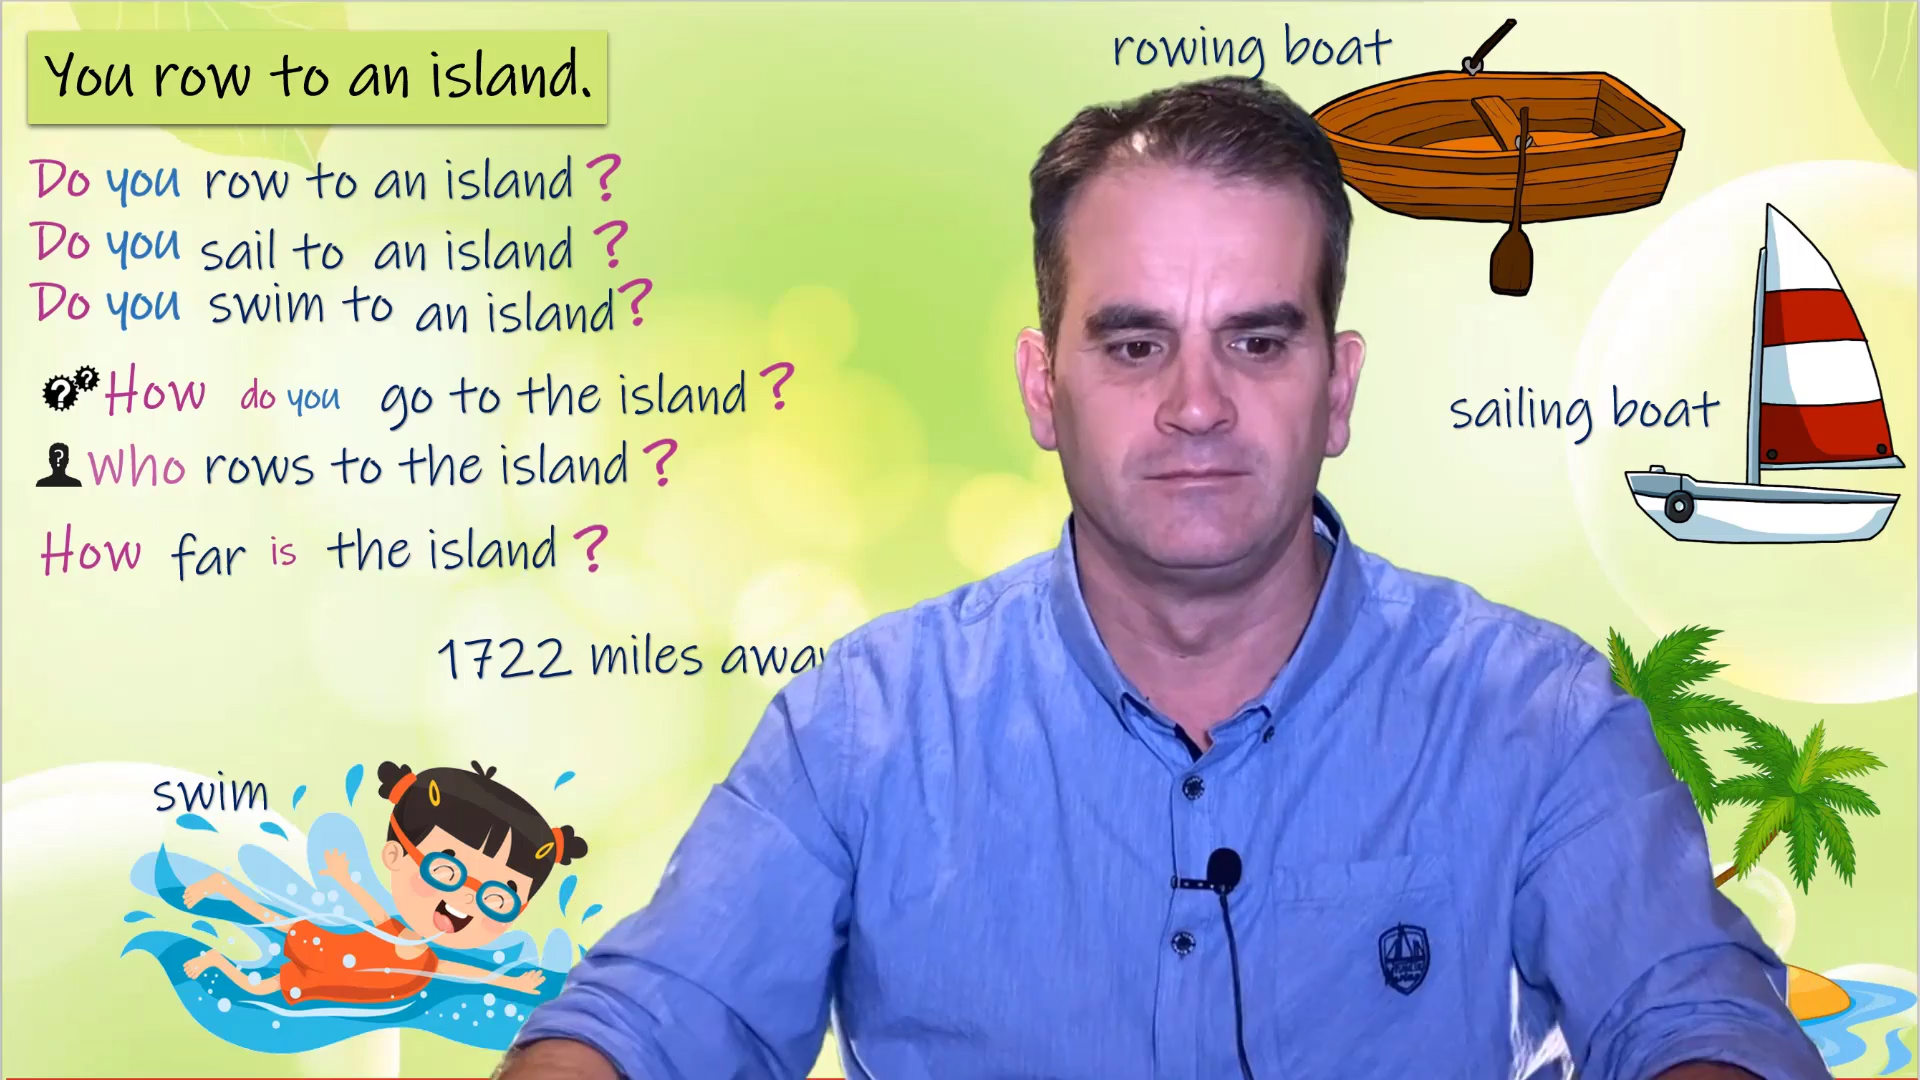 You row to an island.
Do you row to an island?
Do you sail to an island?
Do you swim to an island?
How do you go to the island?
Who rows to the island?
How far is the island?
1722 miles away
swim
rowing boat
sailing boat